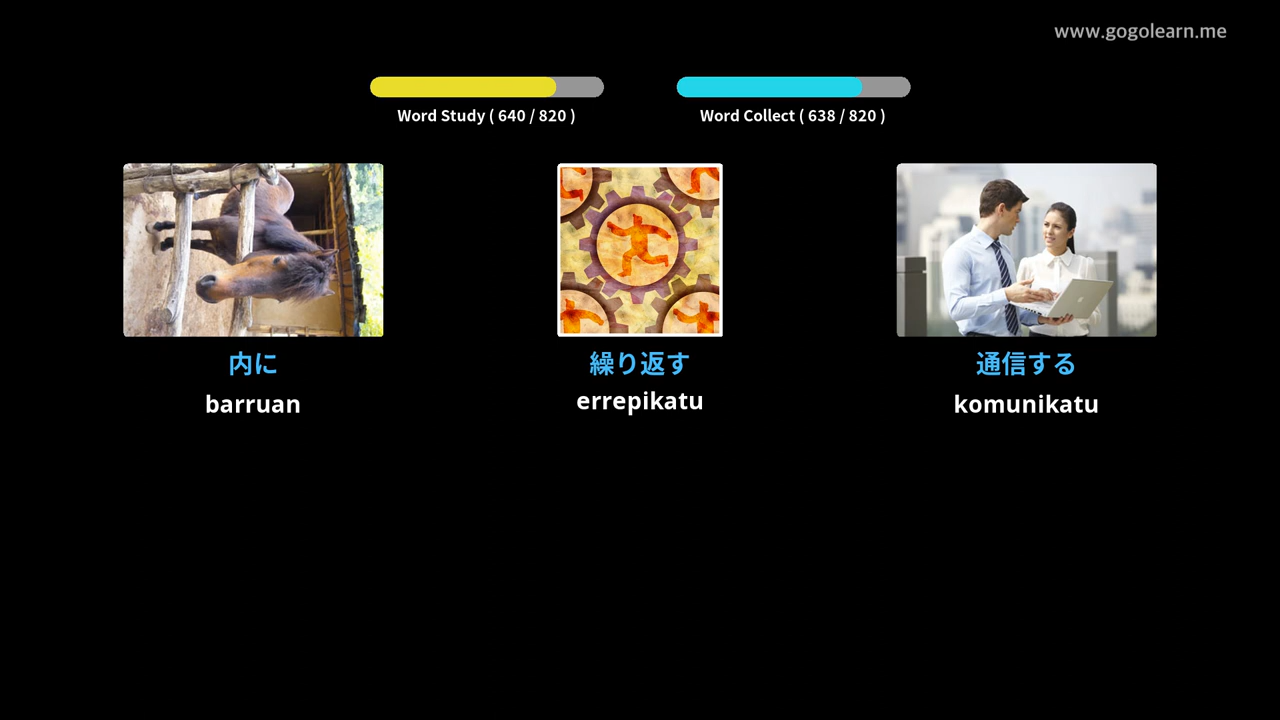 www.gogolearn.me
Word Study ( 640 / 820 )
Word Collect ( 638 / 820 )
内に
barruan
繰り返す
errepikatu
通信する
komunikatu